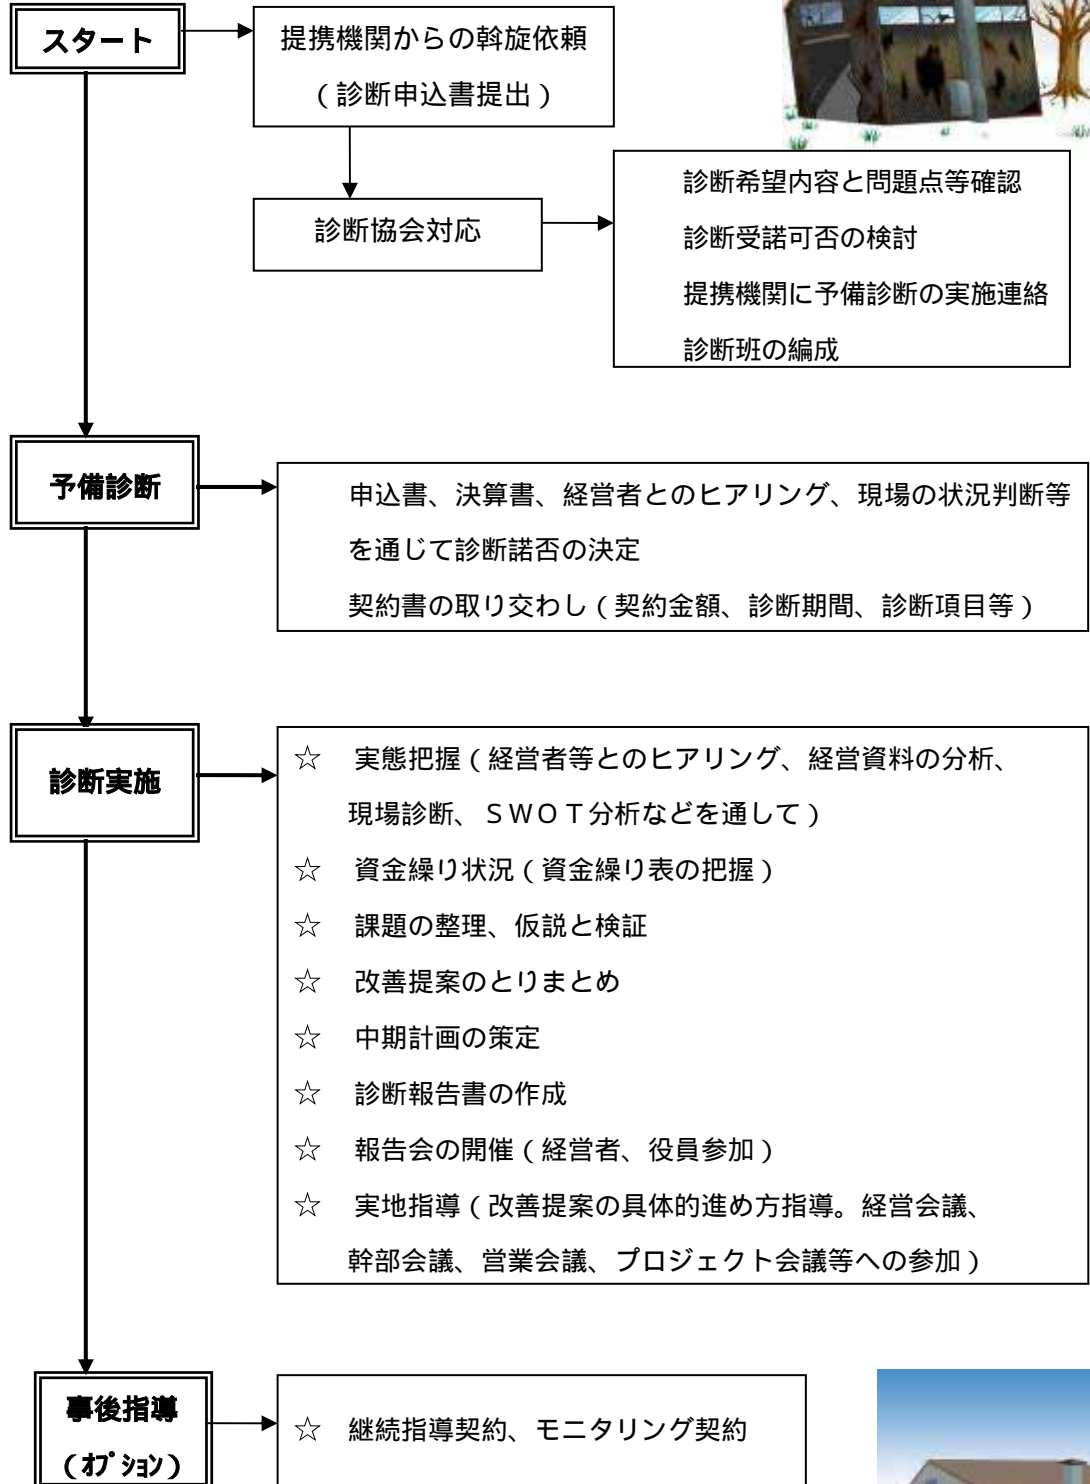 スタート
提携機関からの斡旋依頼
（診断申込書提出）
診断協会対応
診断希望内容と問題点等確認
診断受諾可否の検討
提携機関に予備診断の実施連絡
診断班の編成
予備診断
申込書、決算書、経営者とのヒアリング、現場の状況判断等
を通じて診断諾否の決定
契約書の取り交わし（契約金額、診断期間、診断項目等）
診断実施
☆ 実態把握（経営者等とのヒアリング、経営資料の分析、
現場診断、ＳＷＯＴ分析などを通して）
☆ 資金繰り状況（資金繰り表の把握）
☆ 課題の整理、仮説と検証
☆ 改善提案のとりまとめ
☆ 中期計画の策定
☆ 診断報告書の作成
☆ 報告会の開催（経営者、役員参加）
☆ 実地指導（改善提案の具体的進め方指導。経営会議、
幹部会議、営業会議、プロジェクト会議等への参加）
事後指導
（ｵﾌﾟｼｮﾝ）
☆ 継続指導契約、モニタリング契約